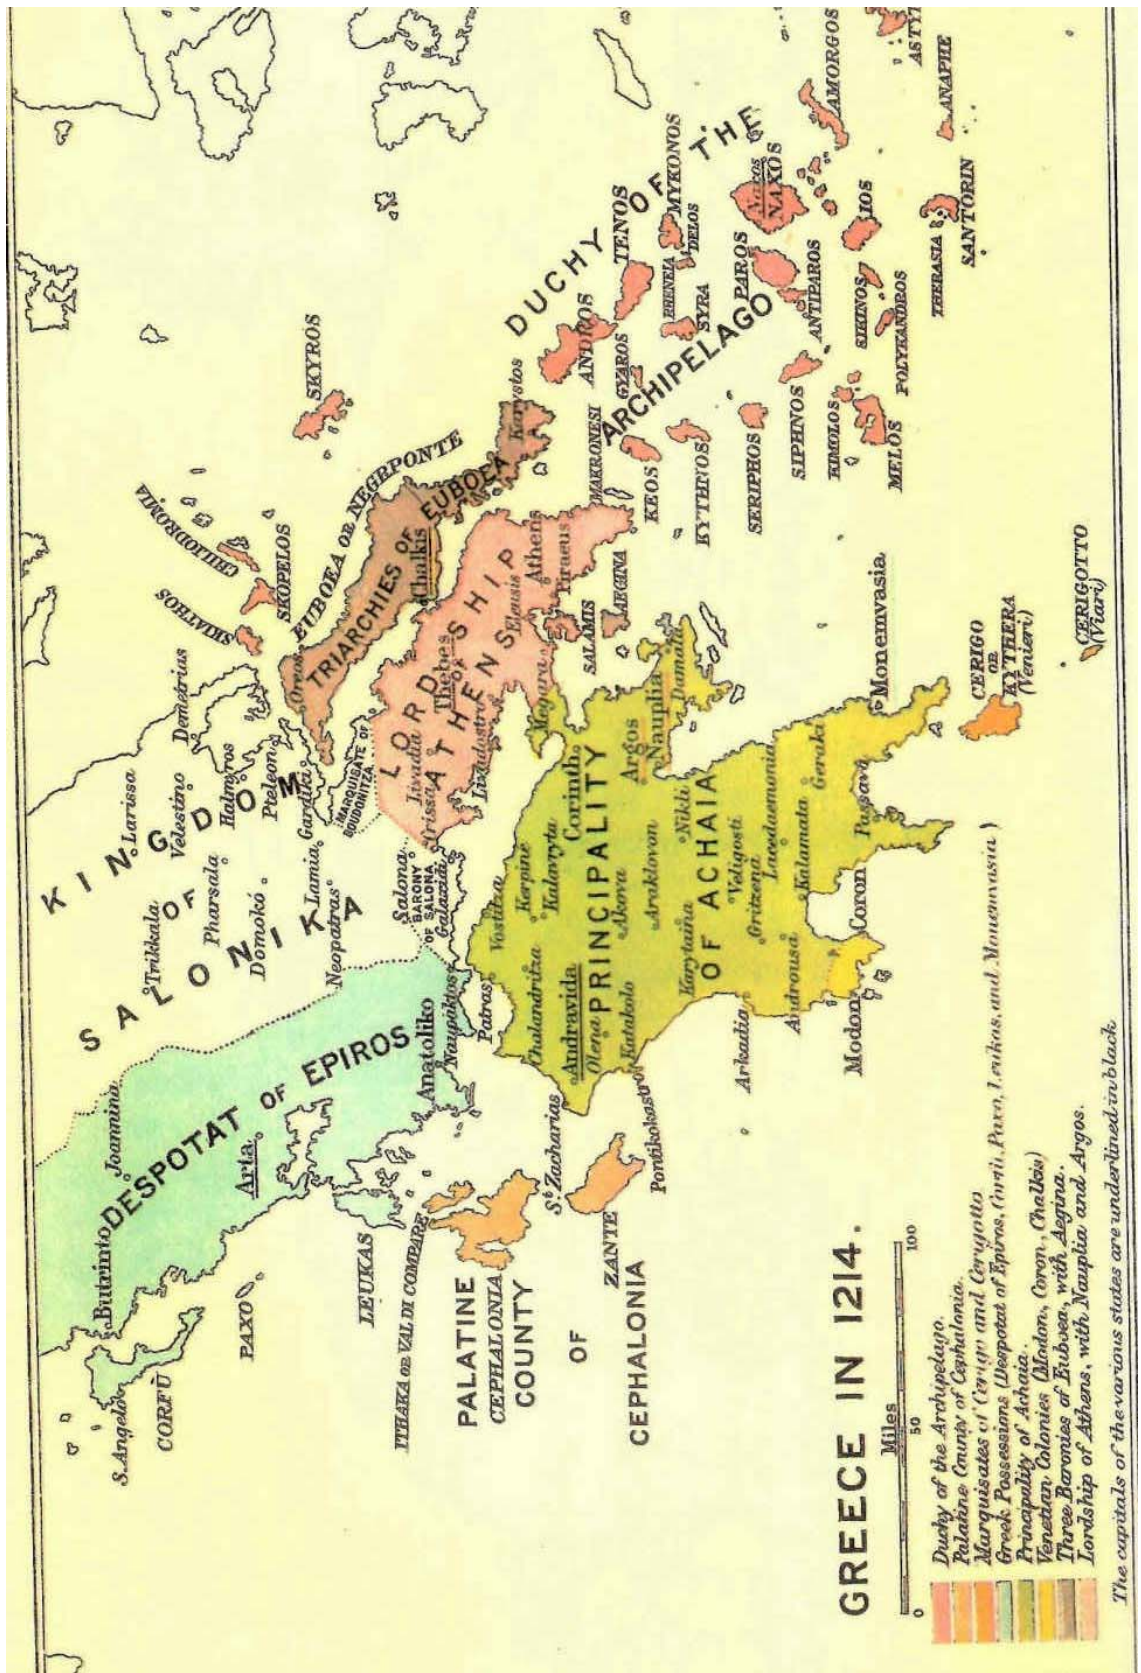 KINGDOM
OF
SALONIKA
DESPOTAT OF EPIROS
LORDSHIP
OF
ATHENS
TRIARCHIES OF EUBOEA
EUBOEA OR NEGRPONTE
DUCHY OF THE
ARCHIPELAGO
PRINCIPALITY
OF ACHAIA
PALATINE
COUNTY
OF
CEPHALONIA
MARQUISATE OF
BOUDONITZA
BARONY
OF SALONA
Butrinto
Joannina
Arta
S. Angelo
CORFÙ
PAXO
LEUKAS
ITHAKA OR VAL DI COMPARE
CEPHALONIA
ZANTE
Anatoliko
Naupaktos
Trikkala
Larissa
Pharsala
Velestino
Domokó
Halmyros
Demetrias
Pteleon
Gardiki
Lamia
Neopatras
Salona
Galaxidi
Crissa
Livadia
Thebes
Livadostro
Megara
Eleusis
Athens
Piraeus
Oreos
Chalkis
Karystos
SKIATHOS
SKOPELOS
CHILIODROMIA
SKYROS
SALAMIS
AEGINA
MAKRONESI
KEOS
KYTHNOS
SERIPHOS
SIPHNOS
KIMOLOS
MELOS
ANDROS
GYAROS
TENOS
MYKONOS
DELOS
RHENEIA
SYRA
PAROS
ANTIPAROS
Naxos
NAXOS
SIKINOS
POLYKANDROS
IOS
AMORGOS
THERASIA
SANTORIN
ANAPHE
Patras
Vostitza
Kerpine
Kalavryta
Chalandritza
Andravida
Olena
Katakolo
St. Zacharias
Pontikokastro
Corinth
Argos
Nauplia
Damala
Akova
Araklovon
Karytaina
Nikli
Veligosti
Gritzena
Lacedaemonia
Arkadia
Androusa
Kalamata
Geraki
Passava
Modon
Coron
Monemvasia
CERIGO
OR
KYTHERA
(Venieri)
CERIGOTTO
(Viari)
GREECE IN 1214.
Miles
0 50 100
Duchy of the Archipelago.
Palatine County of Cephalonia.
Marquisates of Cerigo and Cerigotto
Greek Possessions (Despotat of Epiros, Corfù, Paxo, Leukas, and Monemvasia)
Principality of Achaia.
Venetian Colonies (Modon, Coron, Chalkis)
Three Baronies of Euboea, with Aegina.
Lordship of Athens, with Nauplia and Argos.
The capitals of the various states are underlined in black